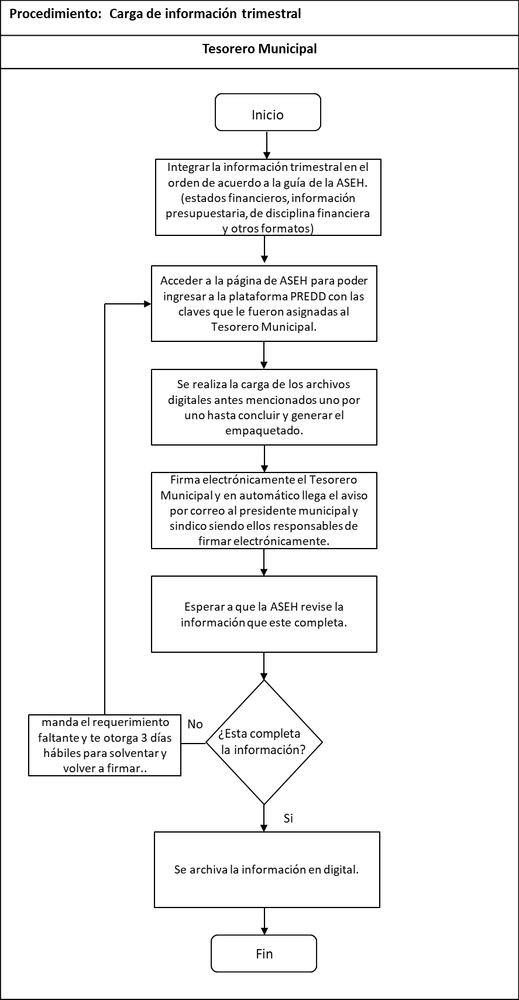 Procedimiento: Carga de información trimestral
Tesorero Municipal
Inicio
Integrar la información trimestral en el
orden de acuerdo a la guía de la ASEH.
(estados financieros, información
presupuestaria, de disciplina financiera
y otros formatos)
Acceder a la página de ASEH para poder
ingresar a la plataforma PREDD con las
claves que le fueron asignadas al
Tesorero Municipal.
Se realiza la carga de los archivos
digitales antes mencionados uno por
uno hasta concluir y generar el
empaquetado.
Firma electrónicamente el Tesorero
Municipal y en automático llega el aviso
por correo al presidente municipal y
sindico siendo ellos responsables de
firmar electrónicamente.
Esperar a que la ASEH revise la
información que este completa.
¿Esta completa
la información?
No
manda el requerimiento
faltante y te otorga 3 días
hábiles para solventar y
volver a firmar..
Si
Se archiva la información en digital.
Fin